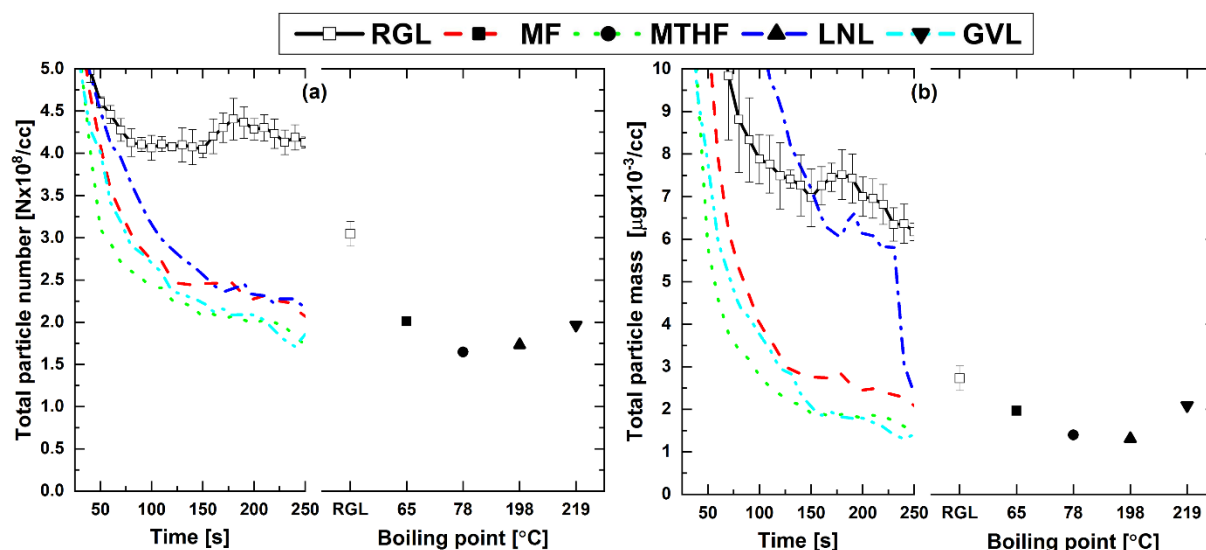 RGL MF MTHF LNL GVL
(a)
Total particle number [Nx10⁸/cc]
5.0
4.5
4.0
3.5
3.0
2.5
2.0
1.5
1.0
0.5
0.0
50 100 150 200 250 RGL 65 78 198 219
Time [s] Boiling point [°C]
(b)
Total particle mass [µgx10⁻³/cc]
10
9
8
7
6
5
4
3
2
1
0
50 100 150 200 250 RGL 65 78 198 219
Time [s] Boiling point [°C]